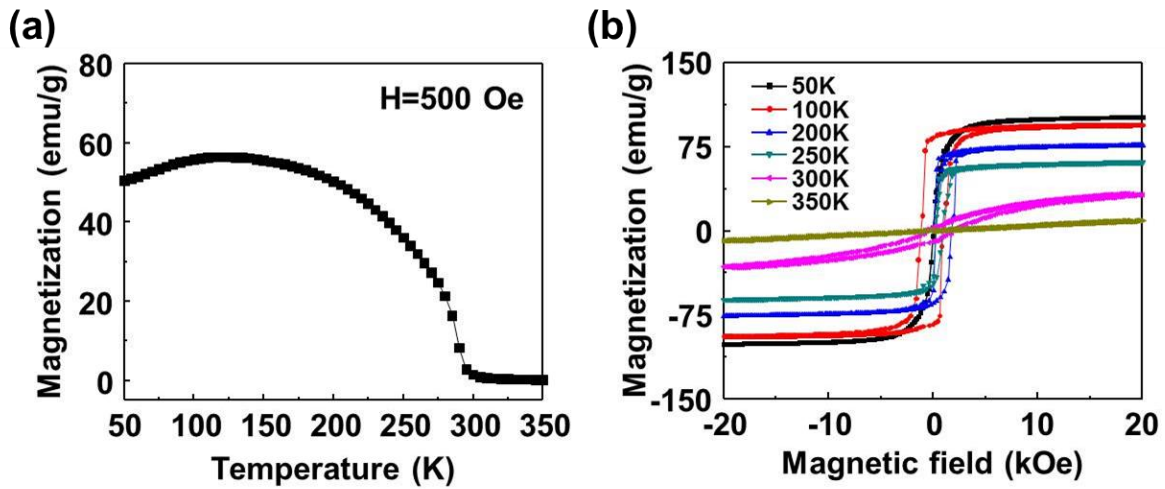 (a)
Magnetization (emu/g)
80
60
40
20
0
H=500 Oe
50 100 150 200 250 300 350
Temperature (K)
(b)
Magnetization (emu/g)
150
75
0
-75
-150
50K
100K
200K
250K
300K
350K
-20 -10 0 10 20
Magnetic field (kOe)